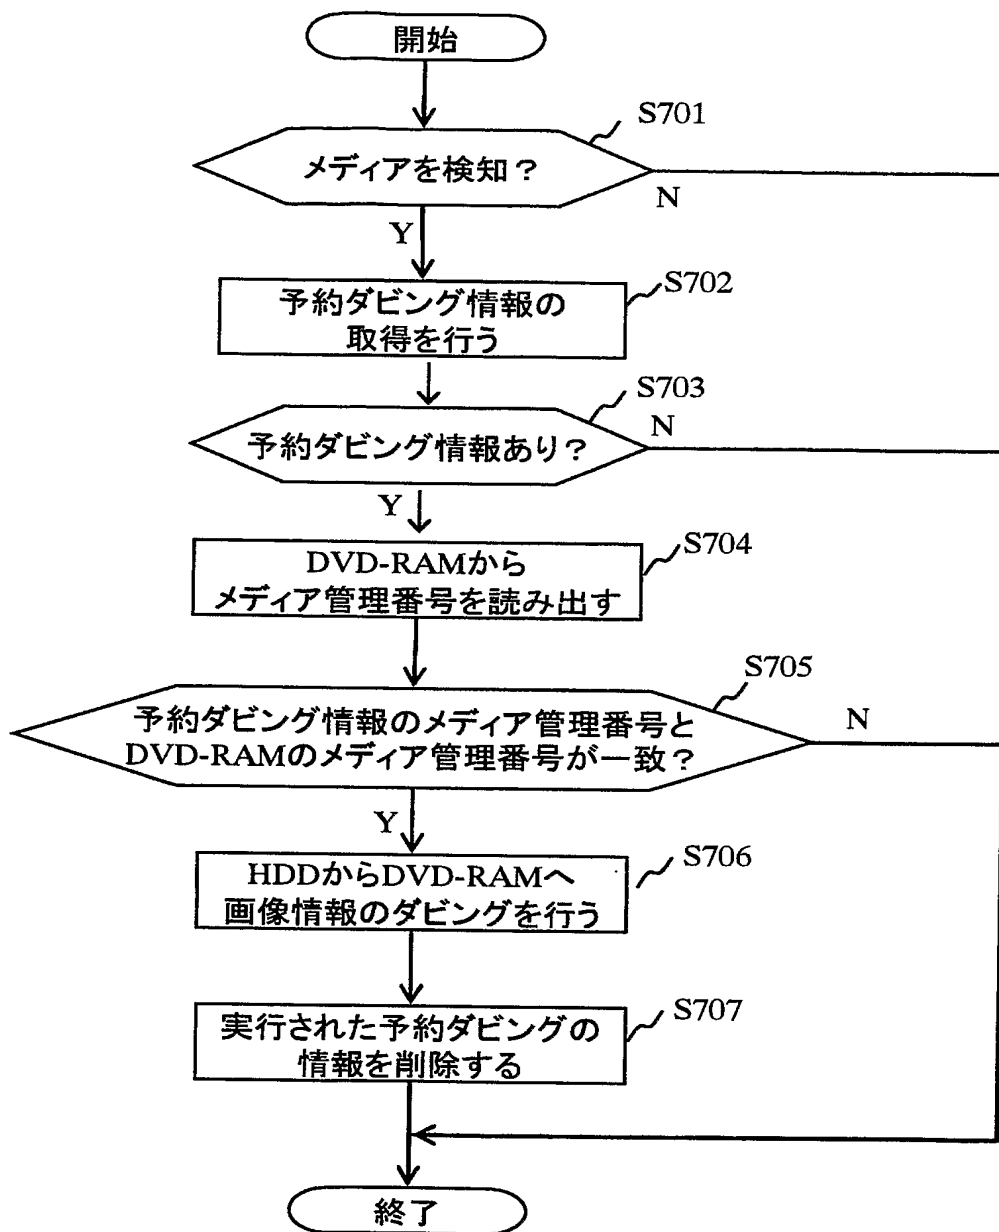 開始
S701
メディアを検知?
N
Y
S702
予約ダビング情報の
取得を行う
S703
N
予約ダビング情報あり?
Y
S704
DVD-RAMから
メディア管理番号を読み出す
S705
予約ダビング情報のメディア管理番号と
DVD-RAMのメディア管理番号が一致?
N
Y
S706
HDDからDVD-RAMへ
画像情報のダビングを行う
S707
実行された予約ダビングの
情報を削除する
終了